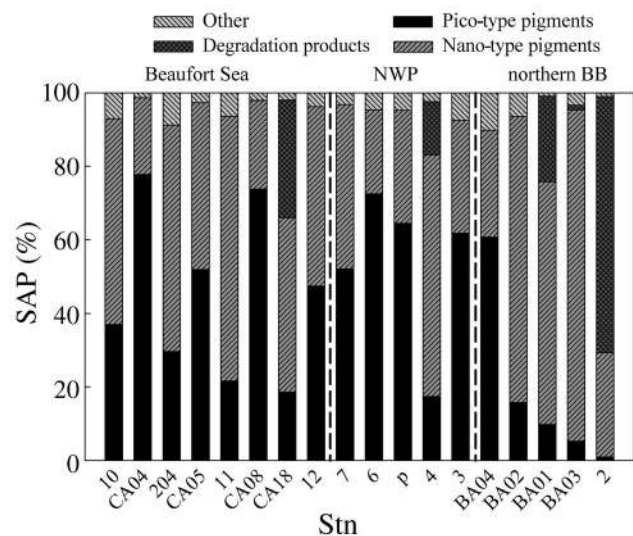 Other
Pico-type pigments
Degradation products
Nano-type pigments
Beaufort Sea
NWP
northern BB
SAP (%)
100
80
60
40
20
0
10
CA04
204
CA05
11
CA08
CA18
12
7
6
p
4
3
BA04
BA02
BA01
BA03
2
Stn